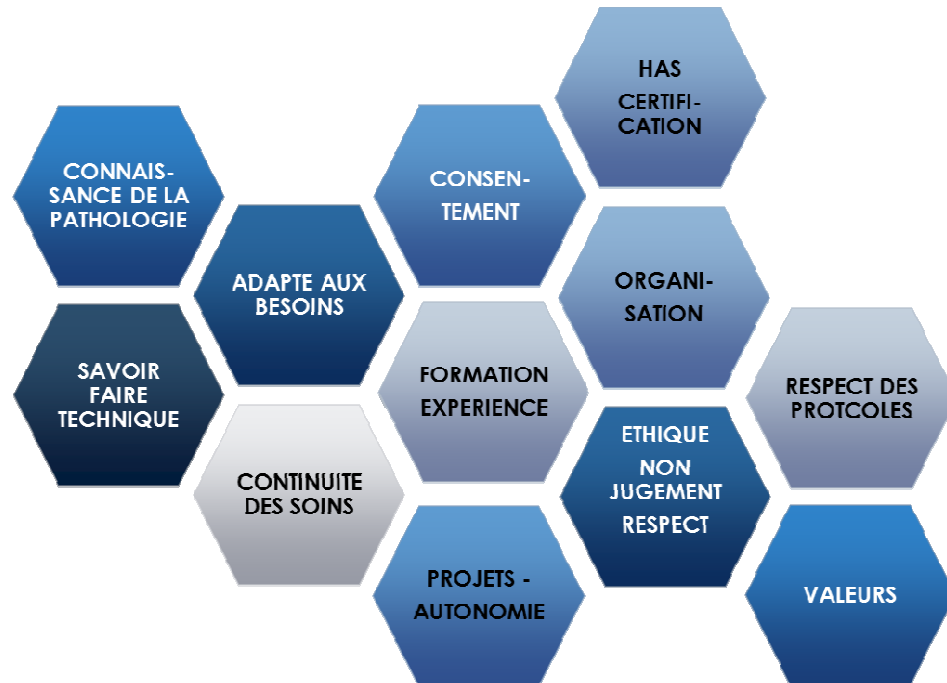 HAS
CERTIFI-
CATION
CONNAIS-
SANCE DE LA
PATHOLOGIE
CONSEN-
TEMENT
ADAPTE AUX
BESOINS
ORGANI-
SATION
SAVOIR
FAIRE
TECHNIQUE
FORMATION
EXPERIENCE
RESPECT DES
PROTCOLES
CONTINUITE
DES SOINS
ETHIQUE
NON
JUGEMENT
RESPECT
PROJETS -
AUTONOMIE
VALEURS